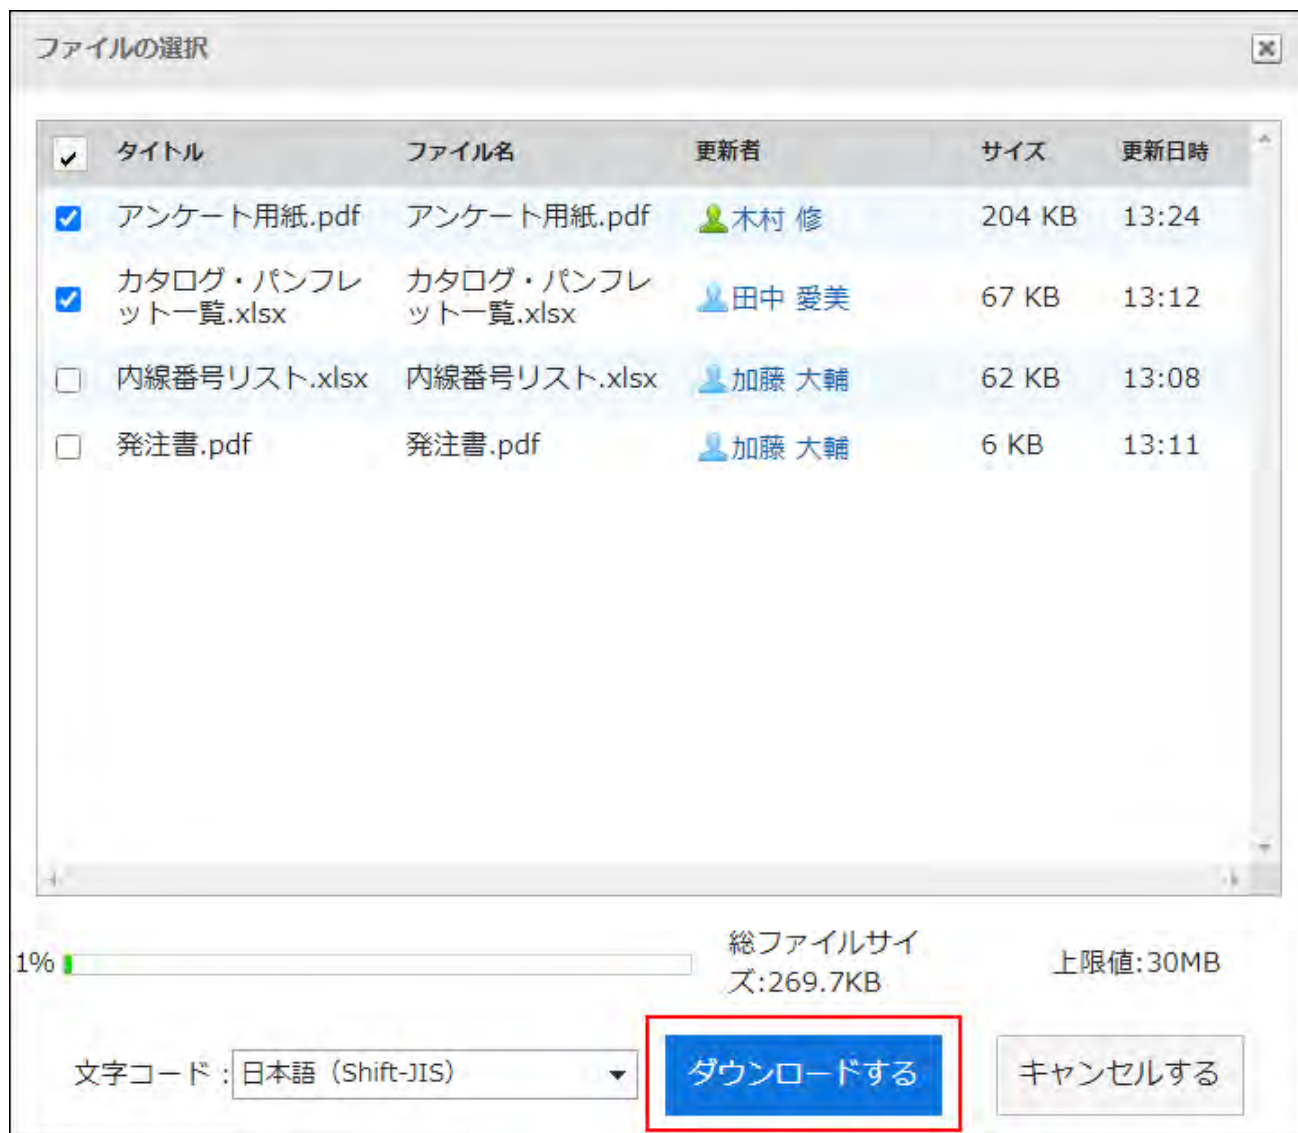 ファイルの選択
タイトル ファイル名 更新者 サイズ 更新日時
アンケート用紙.pdf アンケート用紙.pdf 木村 修 204 KB 13:24
カタログ・パンフレ カタログ・パンフレ
ット一覧.xlsx ット一覧.xlsx 田中 愛美 67 KB 13:12
内線番号リスト.xlsx 内線番号リスト.xlsx 加藤 大輔 62 KB 13:08
発注書.pdf 発注書.pdf 加藤 大輔 6 KB 13:11
総ファイルサイ
1% ズ:269.7KB 上限値:30MB
文字コード : 日本語（Shift-JIS） ダウンロードする キャンセルする